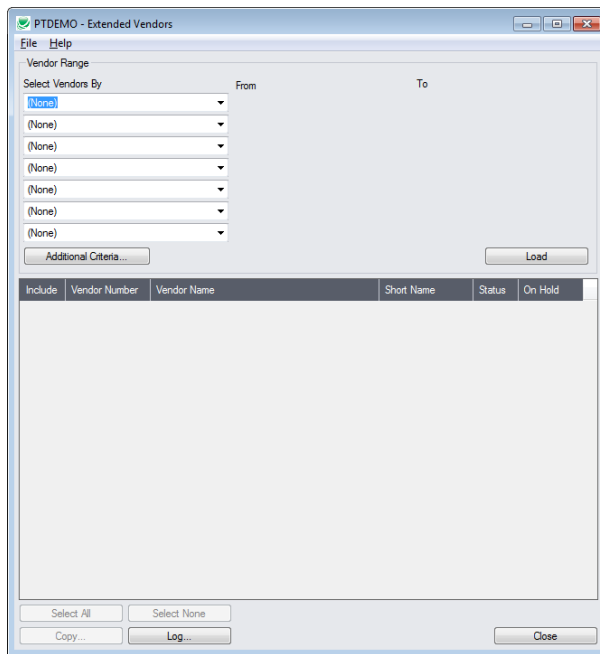 PTDEMO - Extended Vendors
File Help
Vendor Range
Select Vendors By From To
(None)
(None)
(None)
(None)
(None)
(None)
(None)
Additional Criteria... Load
Include Vendor Number Vendor Name Short Name Status On Hold
Select All Select None
Copy... Log... Close